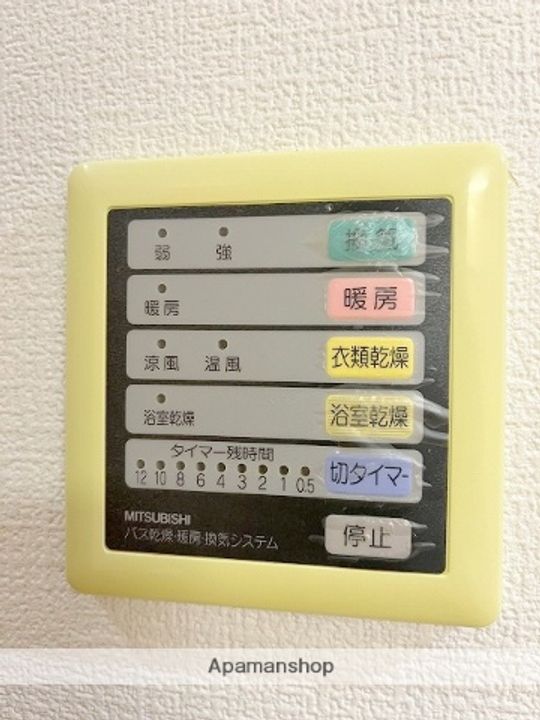 弱 強 換気
暖房 暖房
涼風 温風 衣類乾燥
浴室乾燥 浴室乾燥
タイマー残時間
12 10 8 6 4 3 2 1 0.5 切タイマー
MITSUBISHI
バス乾燥・暖房・換気システム
停止
Apamanshop